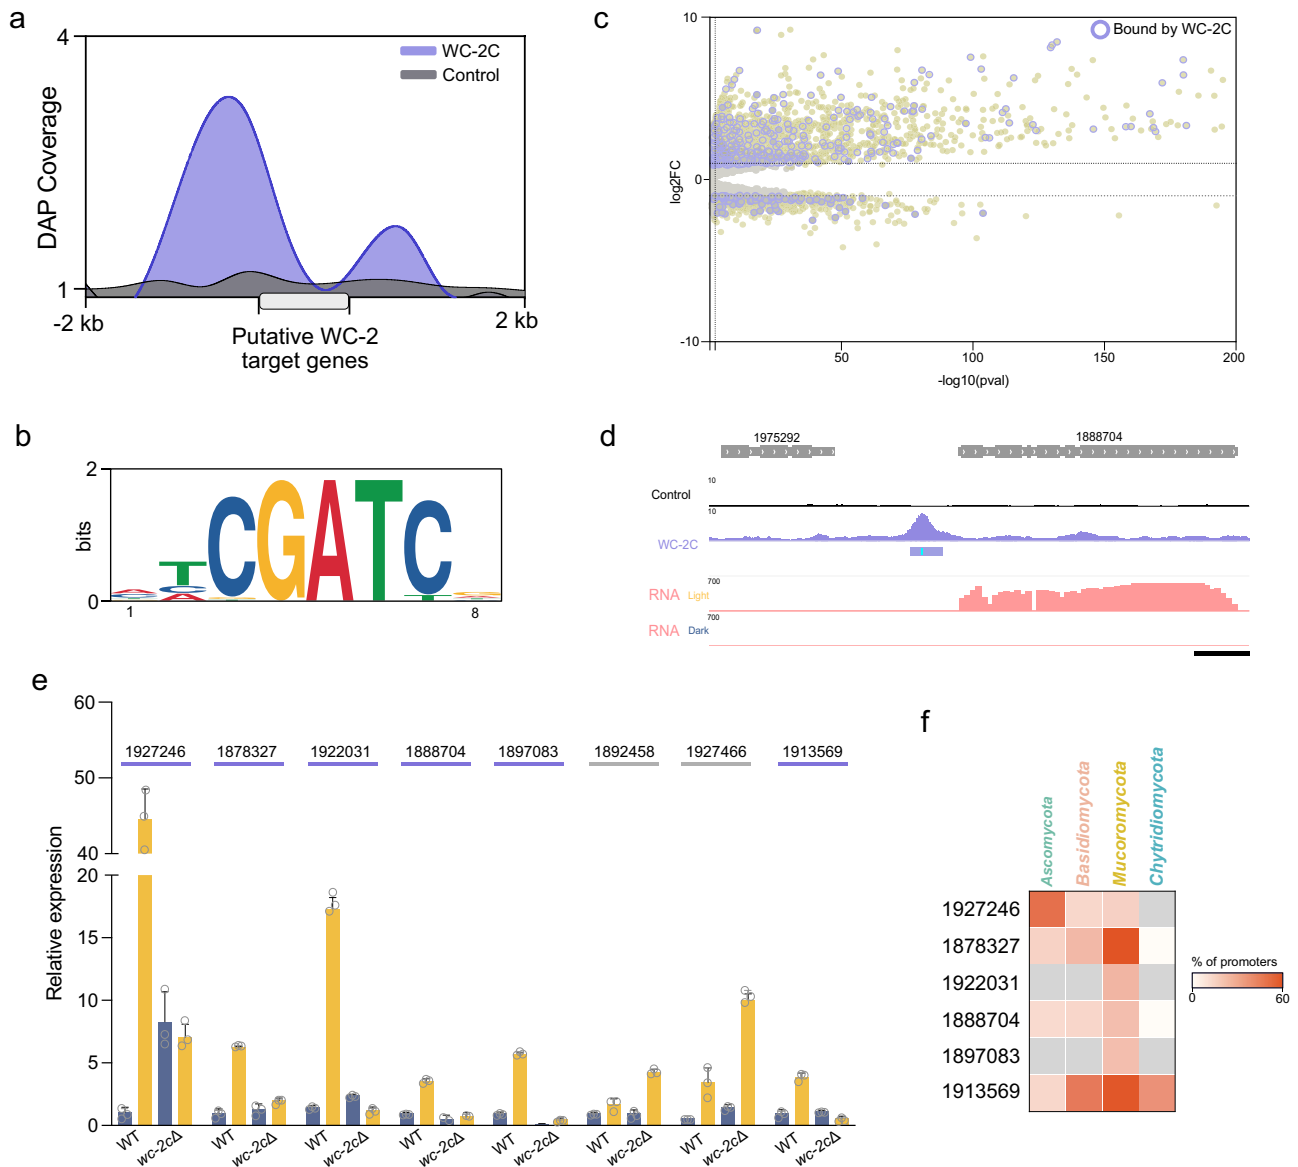 a
4
WC-2C
Control
DAP Coverage
1
-2 kb
2 kb
Putative WC-2
target genes
b
2
bits
0
CGATC
1
8
c
10
Bound by WC-2C
log2FC
0
-10
50
100
150
200
-log10(pval)
d
1975292
1888704
Control
10
10
WC-2C
700
RNA Light
700
RNA Dark
e
60
50
40
20
15
10
5
0
Relative expression
1927246 1878327 1922031 1888704 1897083 1892458 1927466 1913569
WT wc-2cΔ WT wc-2cΔ WT wc-2cΔ WT wc-2cΔ WT wc-2cΔ WT wc-2cΔ WT wc-2cΔ WT wc-2cΔ
f
Ascomycota
Basidiomycota
Mucoromycota
Chytridiomycota
1927246
1878327
1922031
1888704
1897083
1913569
% of promoters
0
60